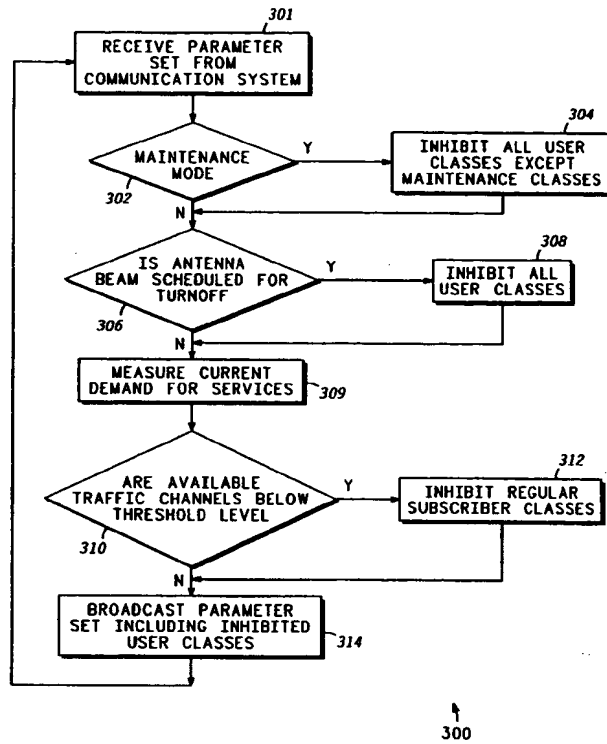 301
RECEIVE PARAMETER
SET FROM
COMMUNICATION SYSTEM
MAINTENANCE
MODE
302
Y
N
304
INHIBIT ALL USER
CLASSES EXCEPT
MAINTENANCE CLASSES
IS ANTENNA
BEAM SCHEDULED FOR
TURNOFF
306
Y
N
308
INHIBIT ALL
USER CLASSES
MEASURE CURRENT
DEMAND FOR SERVICES
309
ARE AVAILABLE
TRAFFIC CHANNELS BELOW
THRESHOLD LEVEL
310
Y
N
312
INHIBIT REGULAR
SUBSCRIBER CLASSES
BROADCAST PARAMETER
SET INCLUDING INHIBITED
USER CLASSES
314
300